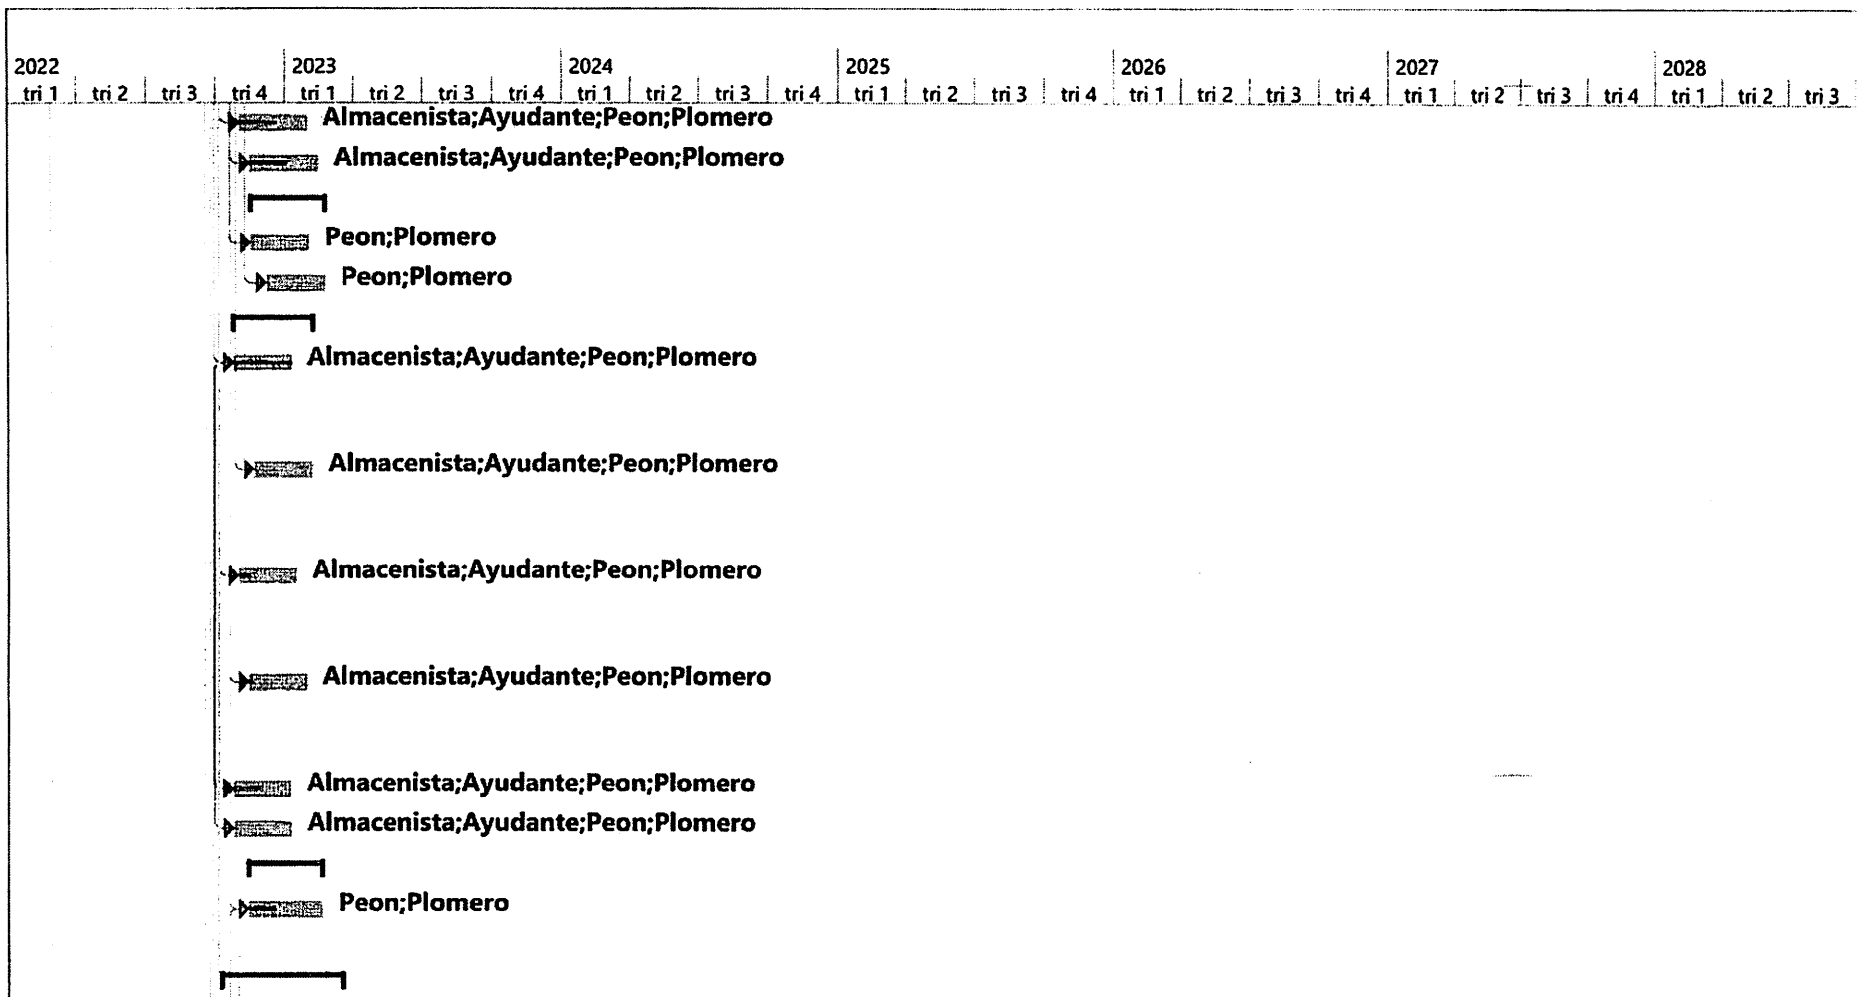 2022 2023 2024 2025 2026 2027 2028
tri 1 tri 2 tri 3 tri 4 tri 1 tri 2 tri 3 tri 4 tri 1 tri 2 tri 3 tri 4 tri 1 tri 2 tri 3 tri 4 tri 1 tri 2 tri 3 tri 4 tri 1 tri 2 tri 3 tri 4 tri 1 tri 2 tri 3
Almacenista;Ayudante;Peon;Plomero
Almacenista;Ayudante;Peon;Plomero
Peon;Plomero
Peon;Plomero
Almacenista;Ayudante;Peon;Plomero
Almacenista;Ayudante;Peon;Plomero
Almacenista;Ayudante;Peon;Plomero
Almacenista;Ayudante;Peon;Plomero
Almacenista;Ayudante;Peon;Plomero
Almacenista;Ayudante;Peon;Plomero
Peon;Plomero